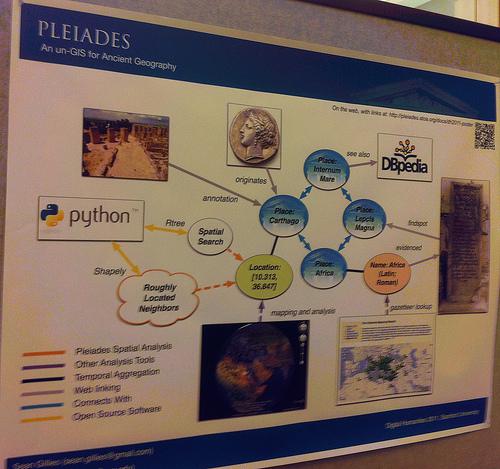 PLEIADES
An un-GIS for Ancient Geography
On the web, with links at: http://pleiades.stoa.org/docs/dh2011-poster
Place:
Internum
Mare
see also
DBpedia
originates
annotation
Place:
Carthago
Place:
Lepcis
Magna
findspot
python™
Rtree
Spatial
Search
evidenced
Shapely
Roughly
Located
Neighbors
Location:
[10.313,
36.847]
Place:
Africa
Name: Africa
(Latin;
Roman)
mapping and analysis
gazetteer lookup
Pleiades Spatial Analysis
Other Analysis Tools
Temporal Aggregation
Web linking
Connects With
Open Source Software
Sean Gillies (sean.gillies@gmail.com)
Digital Humanities 2011, Stanford University